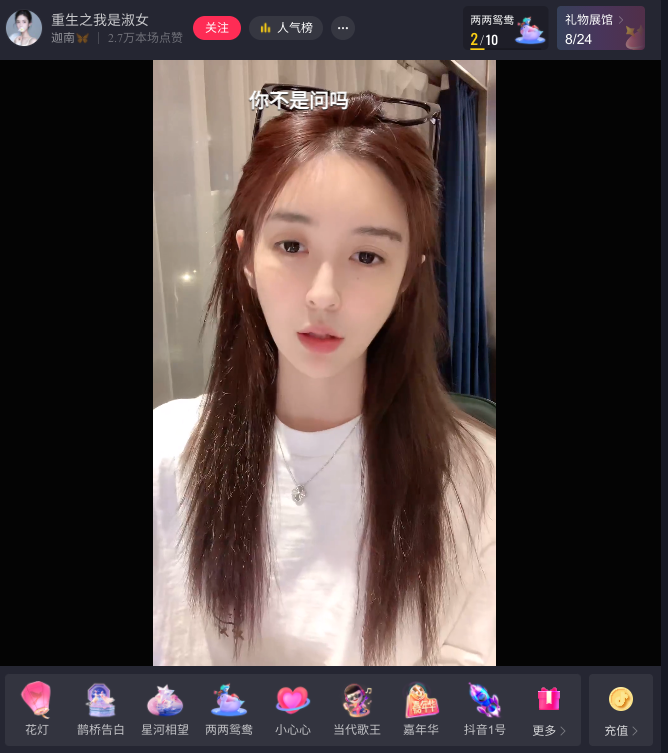 重生之我是淑女
迦南
2.7万本场点赞
关注
人气榜
两两鸳鸯
2/10
礼物展馆
8/24
你不是问吗
花灯
鹊桥告白
星河相望
两两鸳鸯
小心心
当代歌王
嘉年华
嘉年华
抖音1号
更多
充值